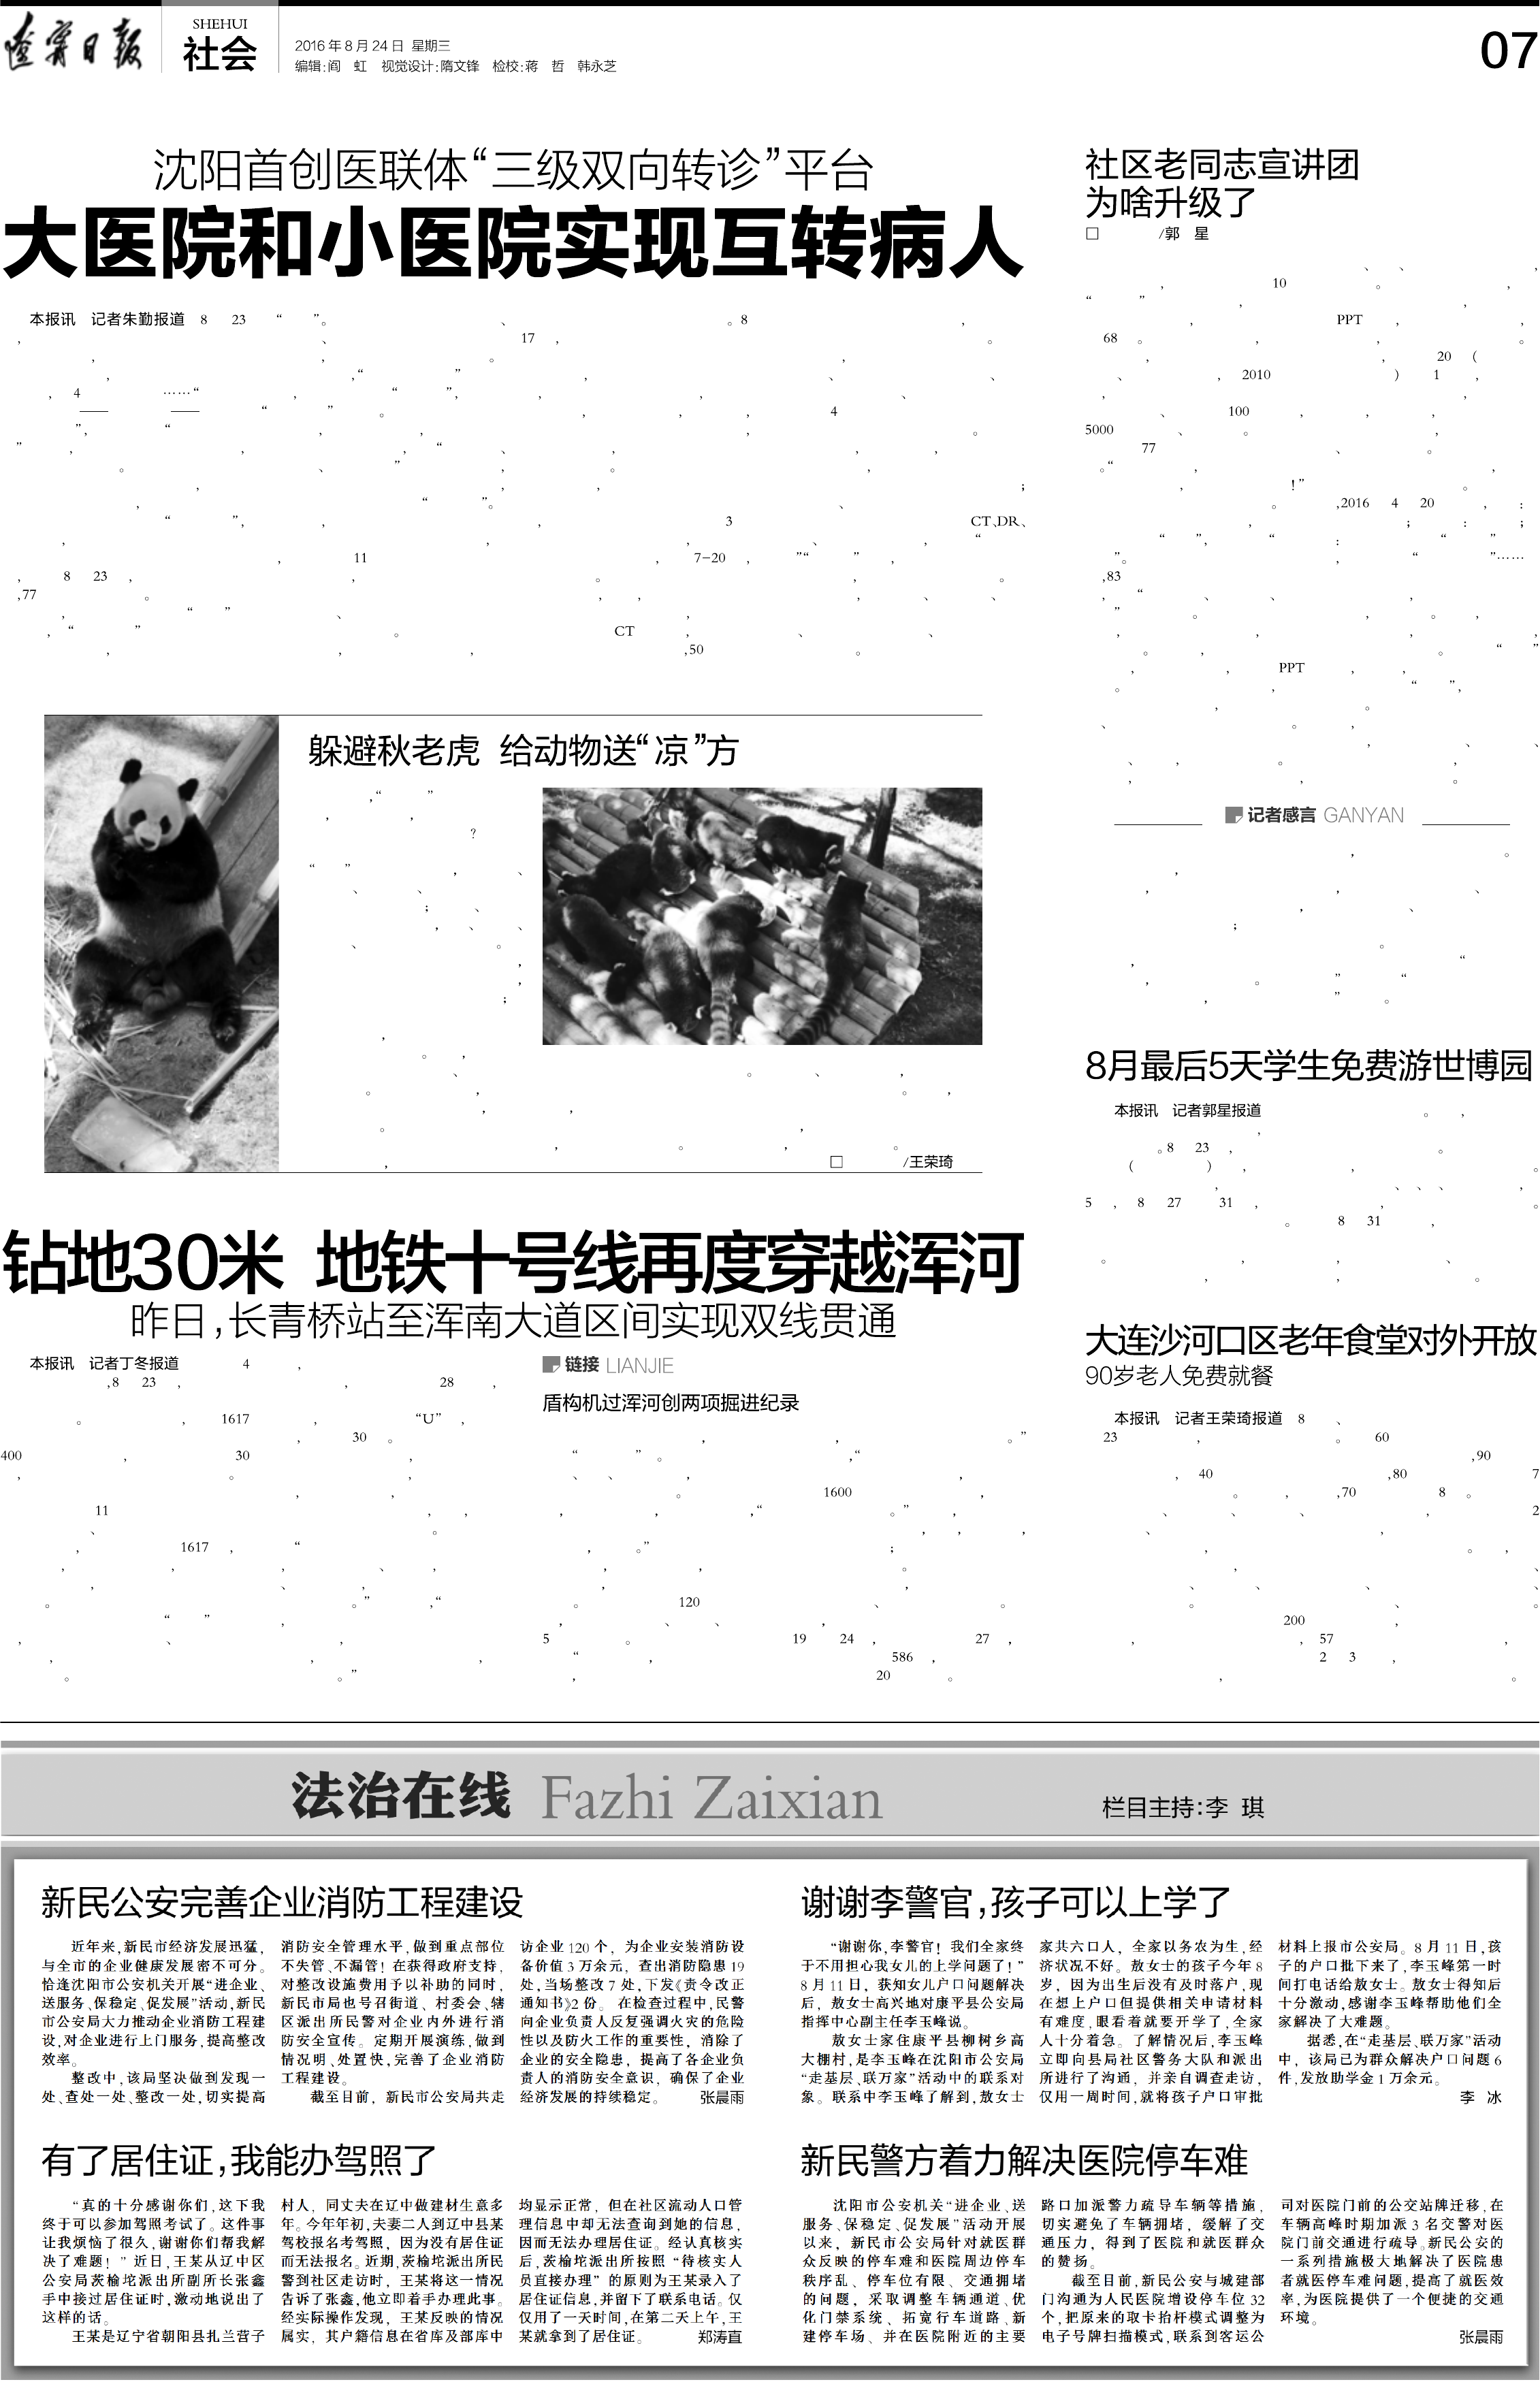 辽宁日报
SHEHUI
社会
2016年8月24日 星期三
编辑:阎 虹 视觉设计:隋文锋 检校:蒋 哲 韩永芝
07
沈阳首创医联体“三级双向转诊”平台
大医院和小医院实现互转病人
本报讯 记者朱勤报道 8 23 “ ”。
躲避秋老虎 给动物送“凉”方
□ /王荣琦
钻地30米 地铁十号线再度穿越浑河
昨日,长青桥站至浑南大道区间实现双线贯通
本报讯 记者丁冬报道 4 ,
链接 LIANJIE
盾构机过浑河创两项掘进纪录
社区老同志宣讲团
为啥升级了
□ /郭 星
记者感言 GANYAN
8月最后5天学生免费游世博园
本报讯 记者郭星报道
大连沙河口区老年食堂对外开放
90岁老人免费就餐
本报讯 记者王荣琦报道 8 、
法治在线 Fazhi Zaixian
栏目主持:李 琪
新民公安完善企业消防工程建设
近年来,新民市经济发展迅猛,
与全市的企业健康发展密不可分。
恰逢沈阳市公安机关开展“进企业、
送服务、保稳定、促发展”活动,新民
市公安局大力推动企业消防工程建
设,对企业进行上门服务,提高整改
效率。
整改中,该局坚决做到发现一
处、查处一处、整改一处,切实提高
消防安全管理水平,做到重点部位
不失管、不漏管!在获得政府支持,
对整改设施费用予以补助的同时,
新民市局也号召街道、村委会、辖
区派出所民警对企业内外进行消
防安全宣传。定期开展演练,做到
情况明、处置快,完善了企业消防
工程建设。
截至目前,新民市公安局共走
访企业120个,为企业安装消防设
备价值3万余元,查出消防隐患19
处,当场整改7处,下发《责令改正
通知书》2份。在检查过程中,民警
向企业负责人反复强调火灾的危险
性以及防火工作的重要性,消除了
企业的安全隐患,提高了各企业负
责人的消防安全意识,确保了企业
经济发展的持续稳定。 张晨雨
谢谢李警官,孩子可以上学了
“谢谢你,李警官!我们全家终
于不用担心我女儿的上学问题了!”
8月11日,获知女儿户口问题解决
后,敖女士高兴地对康平县公安局
指挥中心副主任李玉峰说。
敖女士家住康平县柳树乡高
大棚村,是李玉峰在沈阳市公安局
“走基层、联万家”活动中的联系对
象。联系中李玉峰了解到,敖女士
家共六口人,全家以务农为生,经
济状况不好。敖女士的孩子今年8
岁,因为出生后没有及时落户,现
在想上户口但提供相关申请材料
有难度,眼看着就要开学了,全家
人十分着急。了解情况后,李玉峰
立即向县局社区警务大队和派出
所进行了沟通,并亲自调查走访,
仅用一周时间,就将孩子户口审批
材料上报市公安局。8月11日,孩
子的户口批下来了,李玉峰第一时
间打电话给敖女士。敖女士得知后
十分激动,感谢李玉峰帮助他们全
家解决了大难题。
据悉,在“走基层、联万家”活动
中,该局已为群众解决户口问题6
件,发放助学金1万余元。
李 冰
有了居住证,我能办驾照了
“真的十分感谢你们,这下我
终于可以参加驾照考试了。这件事
让我烦恼了很久,谢谢你们帮我解
决了难题!”近日,王某从辽中区
公安局茨榆坨派出所副所长张鑫
手中接过居住证时,激动地说出了
这样的话。
王某是辽宁省朝阳县扎兰营子
村人,同丈夫在辽中做建材生意多
年。今年年初,夫妻二人到辽中县某
驾校报名考驾照,因为没有居住证
而无法报名。近期,茨榆坨派出所民
警到社区走访时,王某将这一情况
告诉了张鑫,他立即着手办理此事。
经实际操作发现,王某反映的情况
属实,其户籍信息在省库及部库中
均显示正常,但在社区流动人口管
理信息中却无法查询到她的信息,
因而无法办理居住证。经认真核实
后,茨榆坨派出所按照“待核实人
员直接办理”的原则为王某录入了
居住证信息,并留下了联系电话。仅
仅用了一天时间,在第二天上午,王
某就拿到了居住证。 郑涛直
新民警方着力解决医院停车难
沈阳市公安机关“进企业、送
服务、保稳定、促发展”活动开展
以来,新民市公安局针对就医群
众反映的停车难和医院周边停车
秩序乱、停车位有限、交通拥堵
的问题,采取调整车辆通道、优
化门禁系统、拓宽行车道路、新
建停车场、并在医院附近的主要
路口加派警力疏导车辆等措施,
切实避免了车辆拥堵,缓解了交
通压力,得到了医院和就医群众
的赞扬。
截至目前,新民公安与城建部
门沟通为人民医院增设停车位32
个,把原来的取卡抬杆模式调整为
电子号牌扫描模式,联系到客运公
司对医院门前的公交站牌迁移,在
车辆高峰时期加派3名交警对医
院门前交通进行疏导。新民公安的
一系列措施极大地解决了医院患
者就医停车难问题,提高了就医效
率,为医院提供了一个便捷的交通
环境。
张晨雨